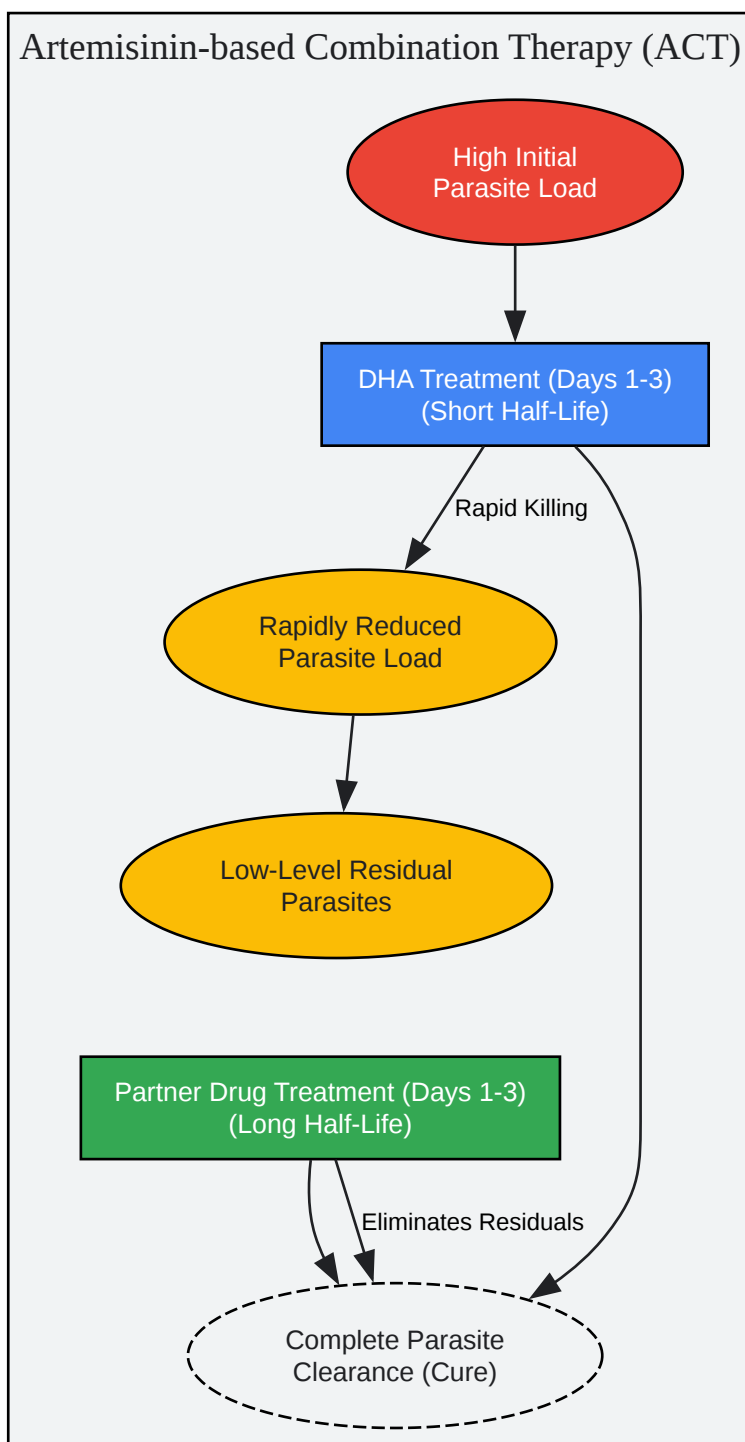 Artemisinin-based Combination Therapy (ACT)
High Initial
Parasite Load
DHA Treatment (Days 1-3)
(Short Half-Life)
Rapid Killing
Rapidly Reduced
Parasite Load
Low-Level Residual
Parasites
Partner Drug Treatment (Days 1-3)
(Long Half-Life)
Eliminates Residuals
Complete Parasite
Clearance (Cure)